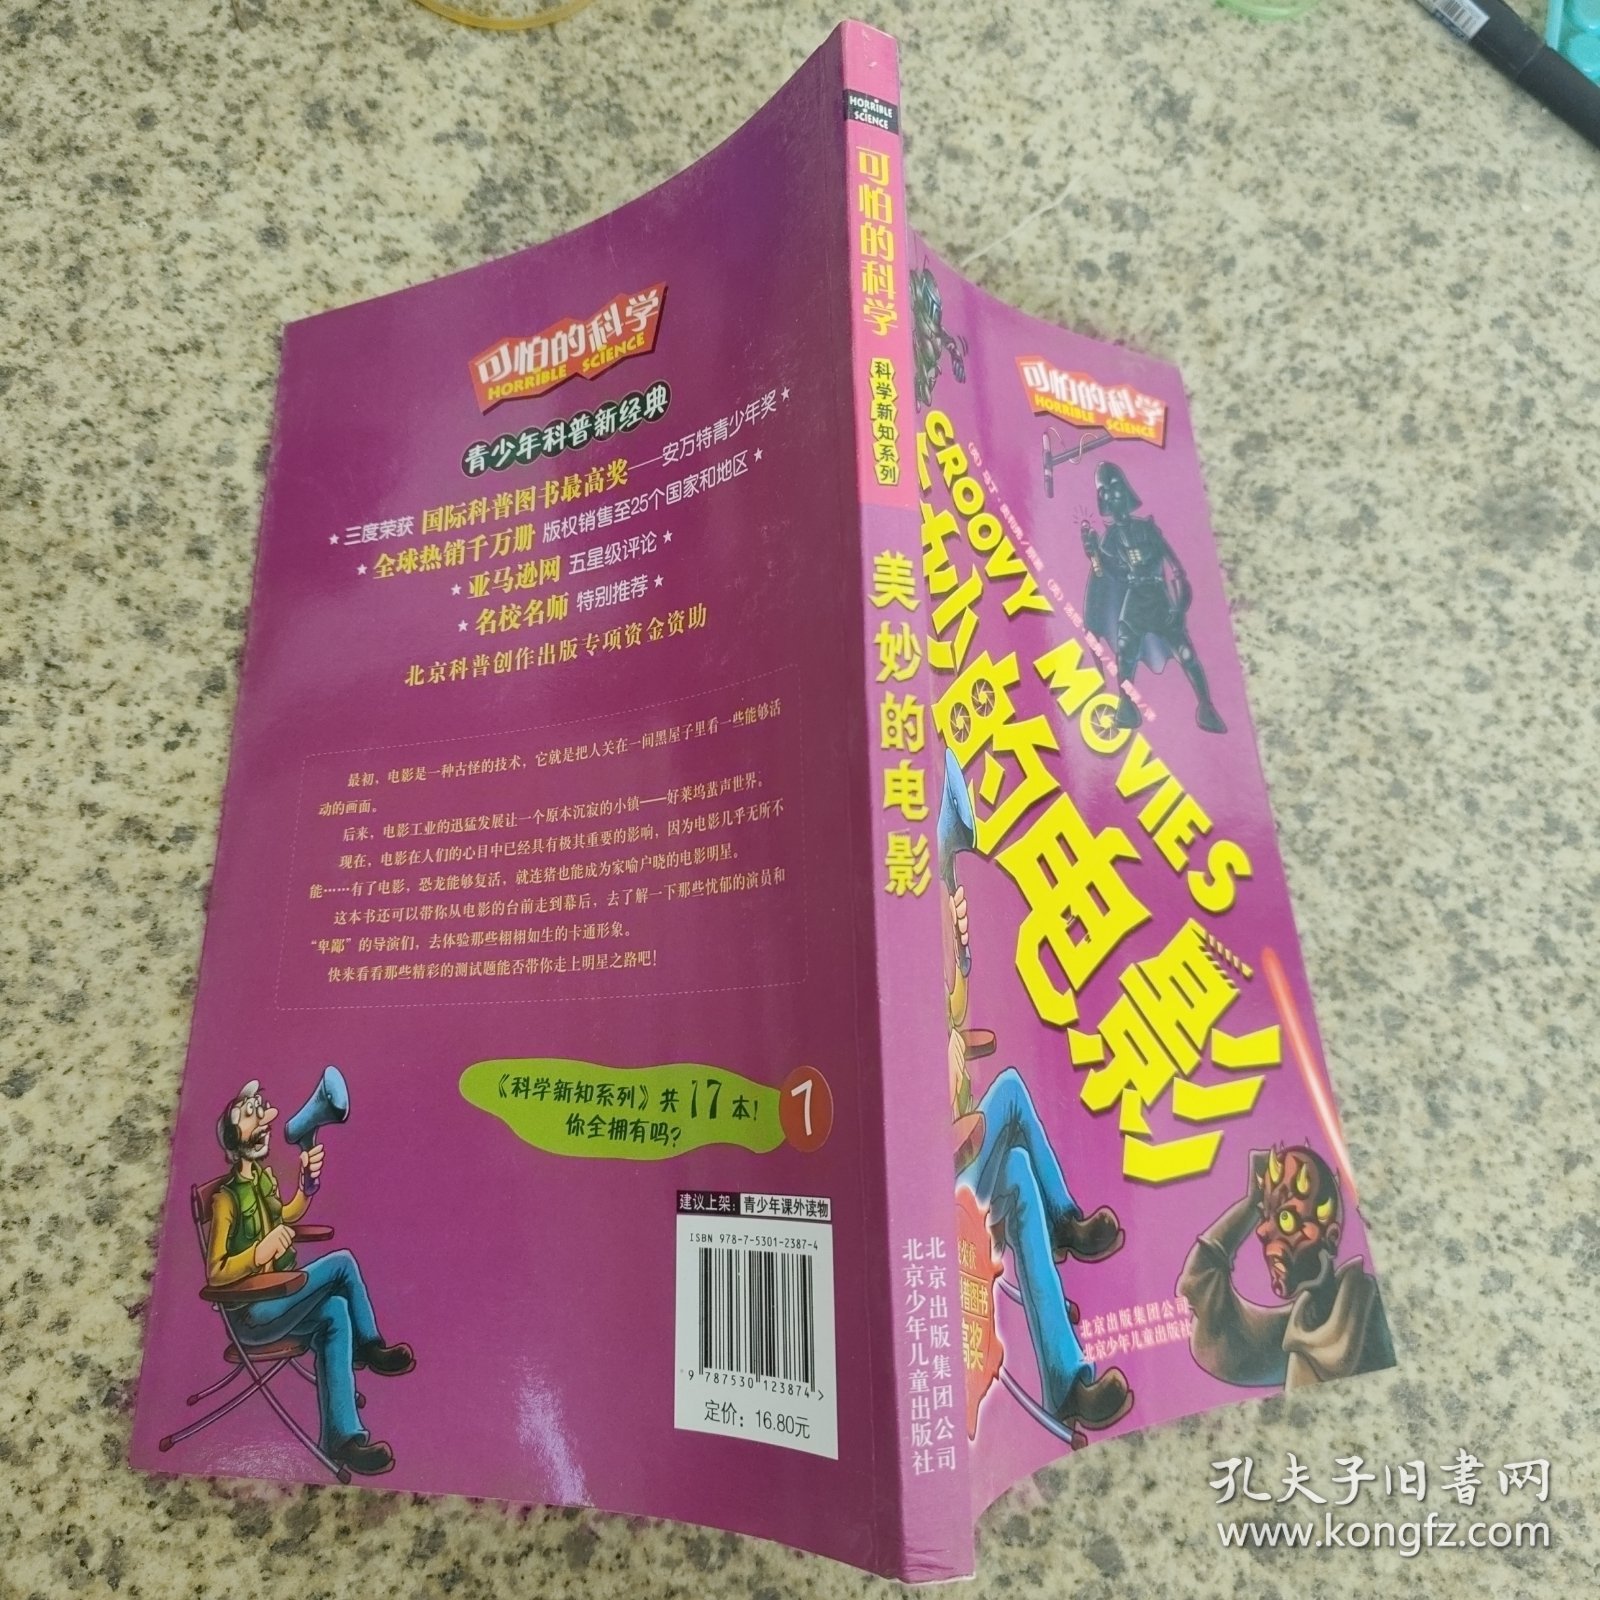 可怕的科学
HORRIBLE SCIENCE
青少年科普新经典
★三度荣获 国际科普图书最高奖——安万特青少年奖★
★全球热销千万册 版权销售至25个国家和地区★
★亚马逊网 五星级评论★
★名校名师 特别推荐★
北京科普创作出版专项资金资助
最初，电影是一种古怪的技术，它就是把人关在一间黑屋子里看一些能够活
动的画面。
后来，电影工业的迅猛发展让一个原本沉寂的小镇——好莱坞蜚声世界。
现在，电影在人们的心目中已经具有极其重要的影响，因为电影几乎无所不
能……有了电影，恐龙能够复活，就连猪也能成为家喻户晓的电影明星。
这本书还可以带你从电影的台前走到幕后，去了解一下那些忧郁的演员和
“卑鄙”的导演们，去体验那些栩栩如生的卡通形象。
快来看看那些精彩的测试题能否带你走上明星之路吧！
《科学新知系列》共17本！
你全拥有吗？
7
建议上架：青少年课外读物
ISBN 978-7-5301-2387-4
9 787530 123874 >
定价：16.80元
HORRIBLE
SCIENCE
可怕的科学
科学新知系列
美妙的电影
北京出版集团公司
北京少年儿童出版社
可怕的科学
HORRIBLE SCIENCE
GROOVY MOVIES
妙的电影
北京出版集团公司
北京少年儿童出版社
孔夫子旧书网
www.kongfz.com